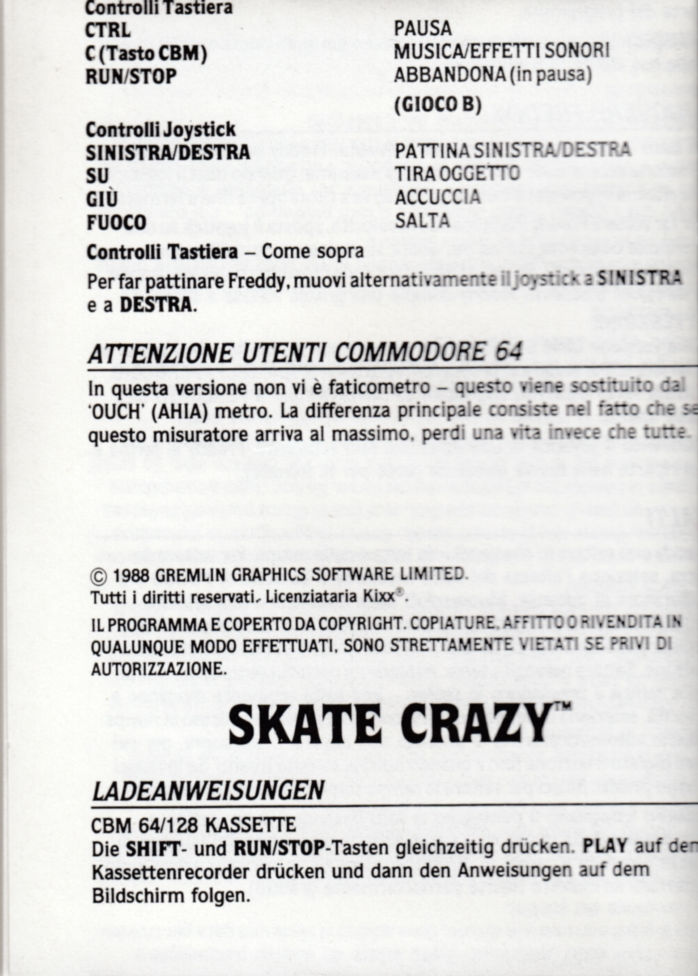 Controlli Tastiera
CTRL PAUSA
C (Tasto CBM) MUSICA/EFFETTI SONORI
RUN/STOP ABBANDONA (in pausa)
(GIOCO B)
Controlli Joystick
SINISTRA/DESTRA PATTINA SINISTRA/DESTRA
SU TIRA OGGETTO
GIÙ ACCUCCIA
FUOCO SALTA
Controlli Tastiera – Come sopra
Per far pattinare Freddy, muovi alternativamente il joystick a SINISTRA
e a DESTRA.
ATTENZIONE UTENTI COMMODORE 64
In questa versione non vi è faticometro – questo viene sostituito dal
'OUCH' (AHIA) metro. La differenza principale consiste nel fatto che se
questo misuratore arriva al massimo, perdi una vita invece che tutte.
© 1988 GREMLIN GRAPHICS SOFTWARE LIMITED.
Tutti i diritti reservati. Licenziataria Kixx®.
IL PROGRAMMA E COPERTO DA COPYRIGHT. COPIATURE, AFFITTO O RIVENDITA IN
QUALUNQUE MODO EFFETTUATI, SONO STRETTAMENTE VIETATI SE PRIVI DI
AUTORIZZAZIONE.
SKATE CRAZY™
LADEANWEISUNGEN
CBM 64/128 KASSETTE
Die SHIFT- und RUN/STOP-Tasten gleichzeitig drücken. PLAY auf den
Kassettenrecorder drücken und dann den Anweisungen auf dem
Bildschirm folgen.